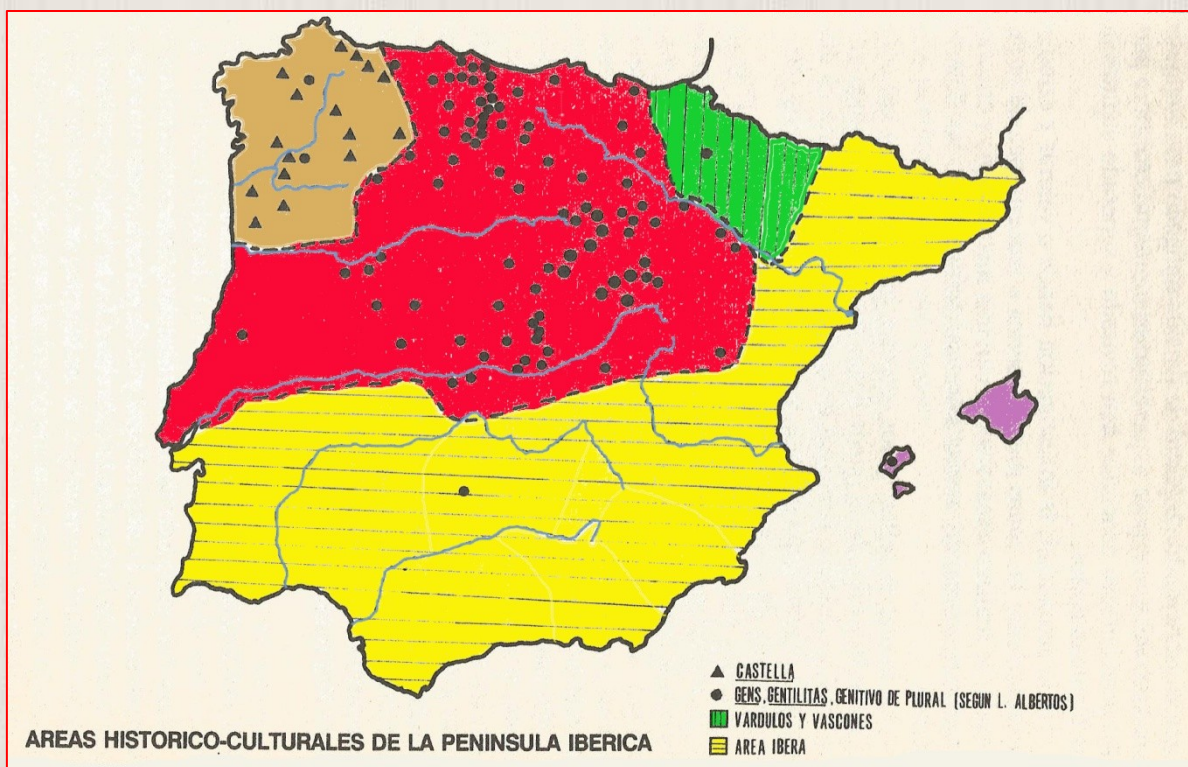 CASTELLA
GENS, GENTILITAS, GENITIVO DE PLURAL (SEGUN L. ALBERTOS)
VARDULOS Y VASCONES
AREA IBERA
AREAS HISTORICO-CULTURALES DE LA PENINSULA IBERICA